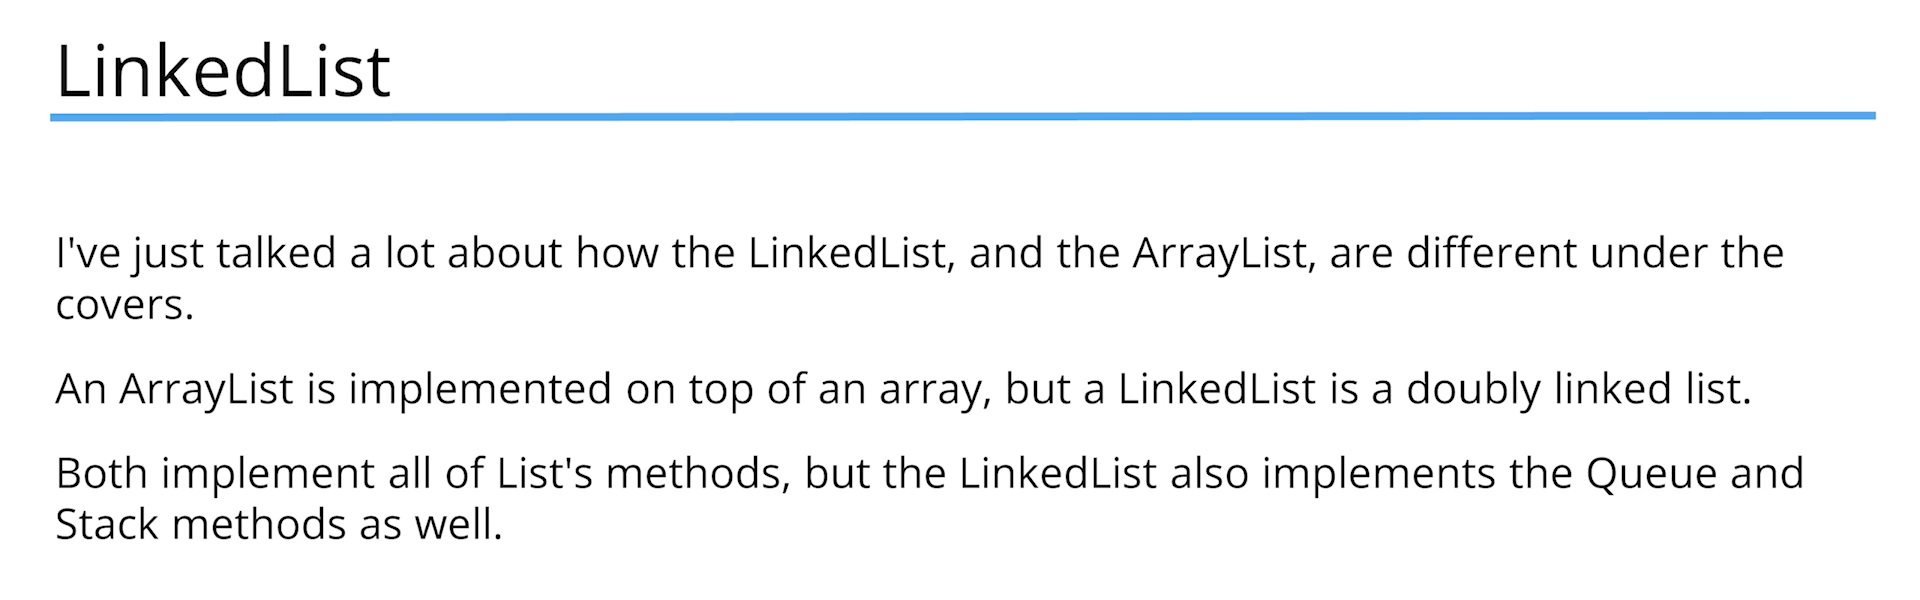 LinkedList
I've just talked a lot about how the LinkedList, and the ArrayList, are different under the
covers.
An ArrayList is implemented on top of an array, but a LinkedList is a doubly linked list.
Both implement all of List's methods, but the LinkedList also implements the Queue and
Stack methods as well.